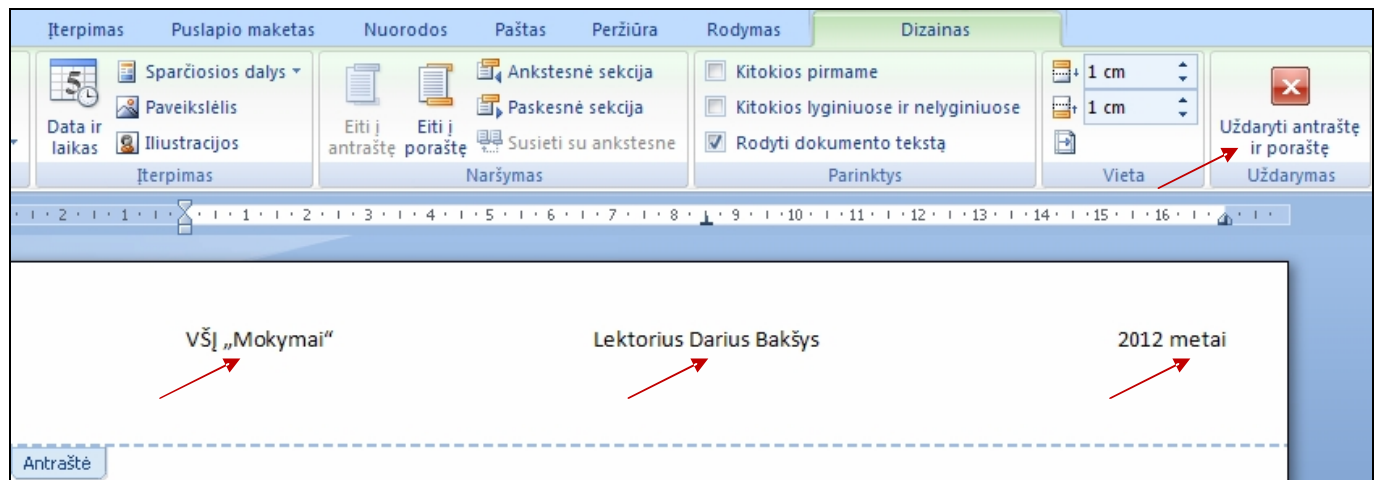 Įterpimas Puslapio maketas Nuorodos Paštas Peržiūra Rodymas Dizainas
Data ir laikas
Sparčiosios dalys
Paveikslėlis
Iliustracijos
Įterpimas
Eiti į antraštę
Eiti į poraštę
Ankstesnė sekcija
Paskesnė sekcija
Susieti su ankstesne
Naršymas
Kitokios pirmame
Kitokios lyginiuose ir nelyginiuose
Rodyti dokumento tekstą
Parinktys
1 cm
1 cm
Vieta
Uždaryti antraštę
ir poraštę
Uždarymas
2 1 1 2 3 4 5 6 7 8 9 10 11 12 13 14 15 16
VŠĮ „Mokymai“ Lektorius Darius Bakšys 2012 metai
Antraštė